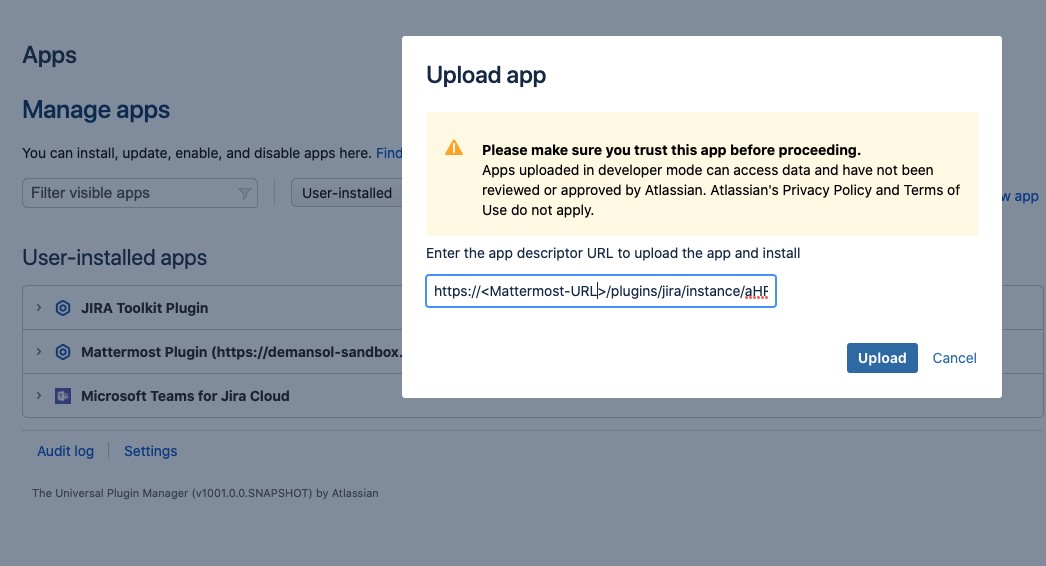 Apps
Manage apps
You can install, update, enable, and disable apps here. Find
Filter visible apps
User-installed
w app
User-installed apps
JIRA Toolkit Plugin
Mattermost Plugin (https://demansol-sandbox.
Microsoft Teams for Jira Cloud
Audit log
Settings
The Universal Plugin Manager (v1001.0.0.SNAPSHOT) by Atlassian
Upload app
Please make sure you trust this app before proceeding.
Apps uploaded in developer mode can access data and have not been
reviewed or approved by Atlassian. Atlassian's Privacy Policy and Terms of
Use do not apply.
Enter the app descriptor URL to upload the app and install
https://<Mattermost-URL>/plugins/jira/instance/aHF
Upload
Cancel